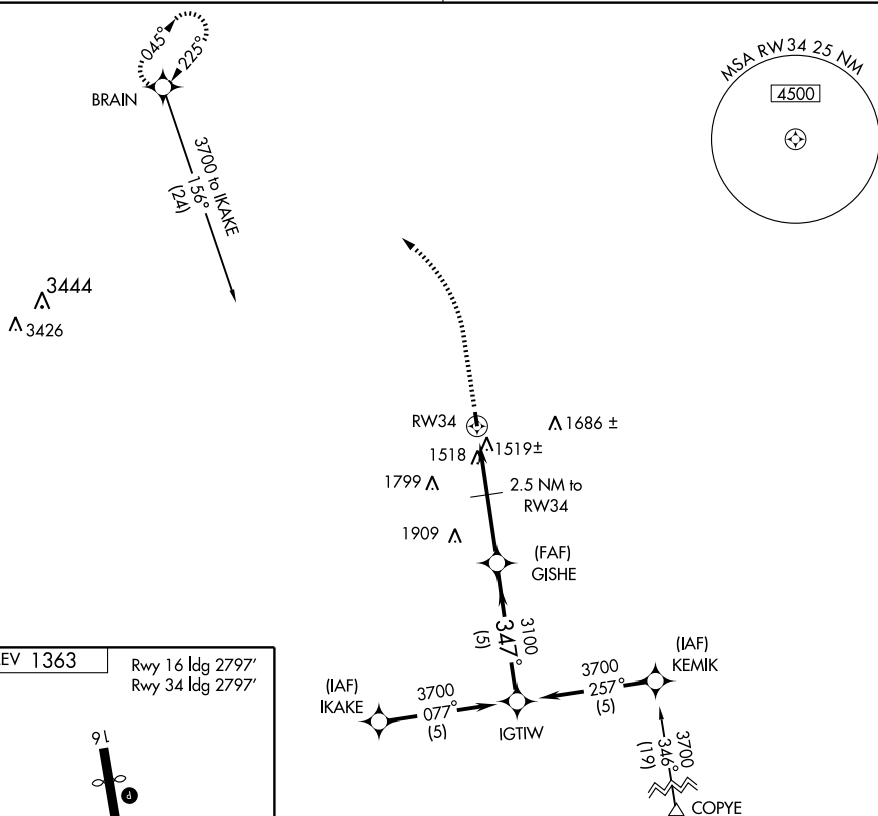 045°
225°
BRAIN
3700 to IKAKE
156°
(24)
MSA RW34 25 NM
4500
3444
3426
RW34
1686 ±
1518
1519±
1799
2.5 NM to
RW34
1909
(FAF)
GISHE
3100
347°
(5)
(IAF)
KEMIK
3700
257°
(5)
(IAF)
IKAKE
3700
077°
(5)
IGTIW
3700
346°
(19)
COPYE
EV 1363
Rwy 16 ldg 2797'
Rwy 34 ldg 2797'
16
P